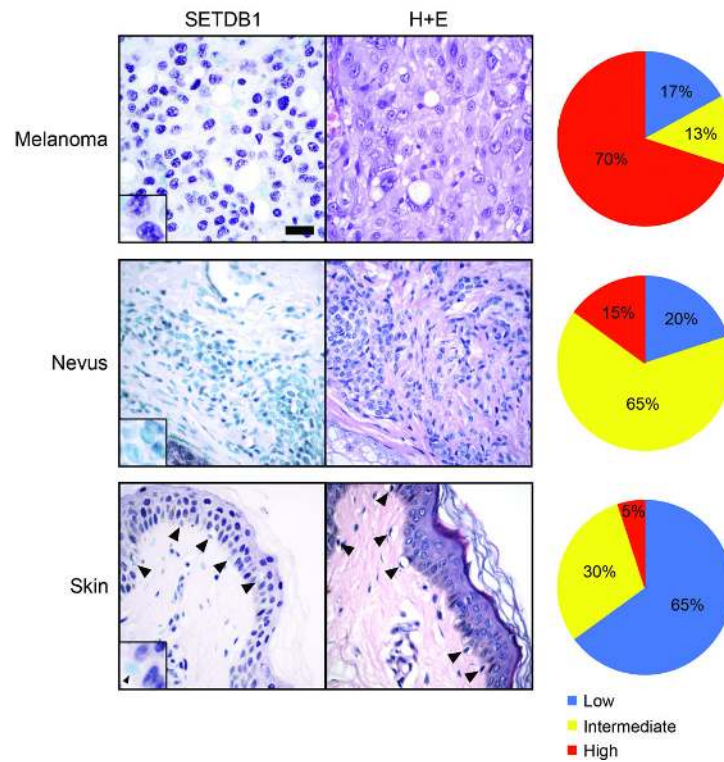 SETDB1 H+E
Melanoma
17%
13%
70%
Nevus
15%
20%
65%
Skin
5%
30%
65%
Low
Intermediate
High